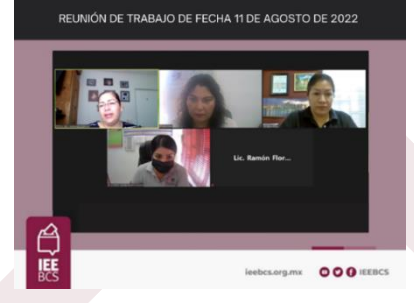 REUNIÓN DE TRABAJO DE FECHA 11 DE AGOSTO DE 2022
Lic. Ramón Flor...
IEE
BCS
ieebcs.org.mx
IEEBCS